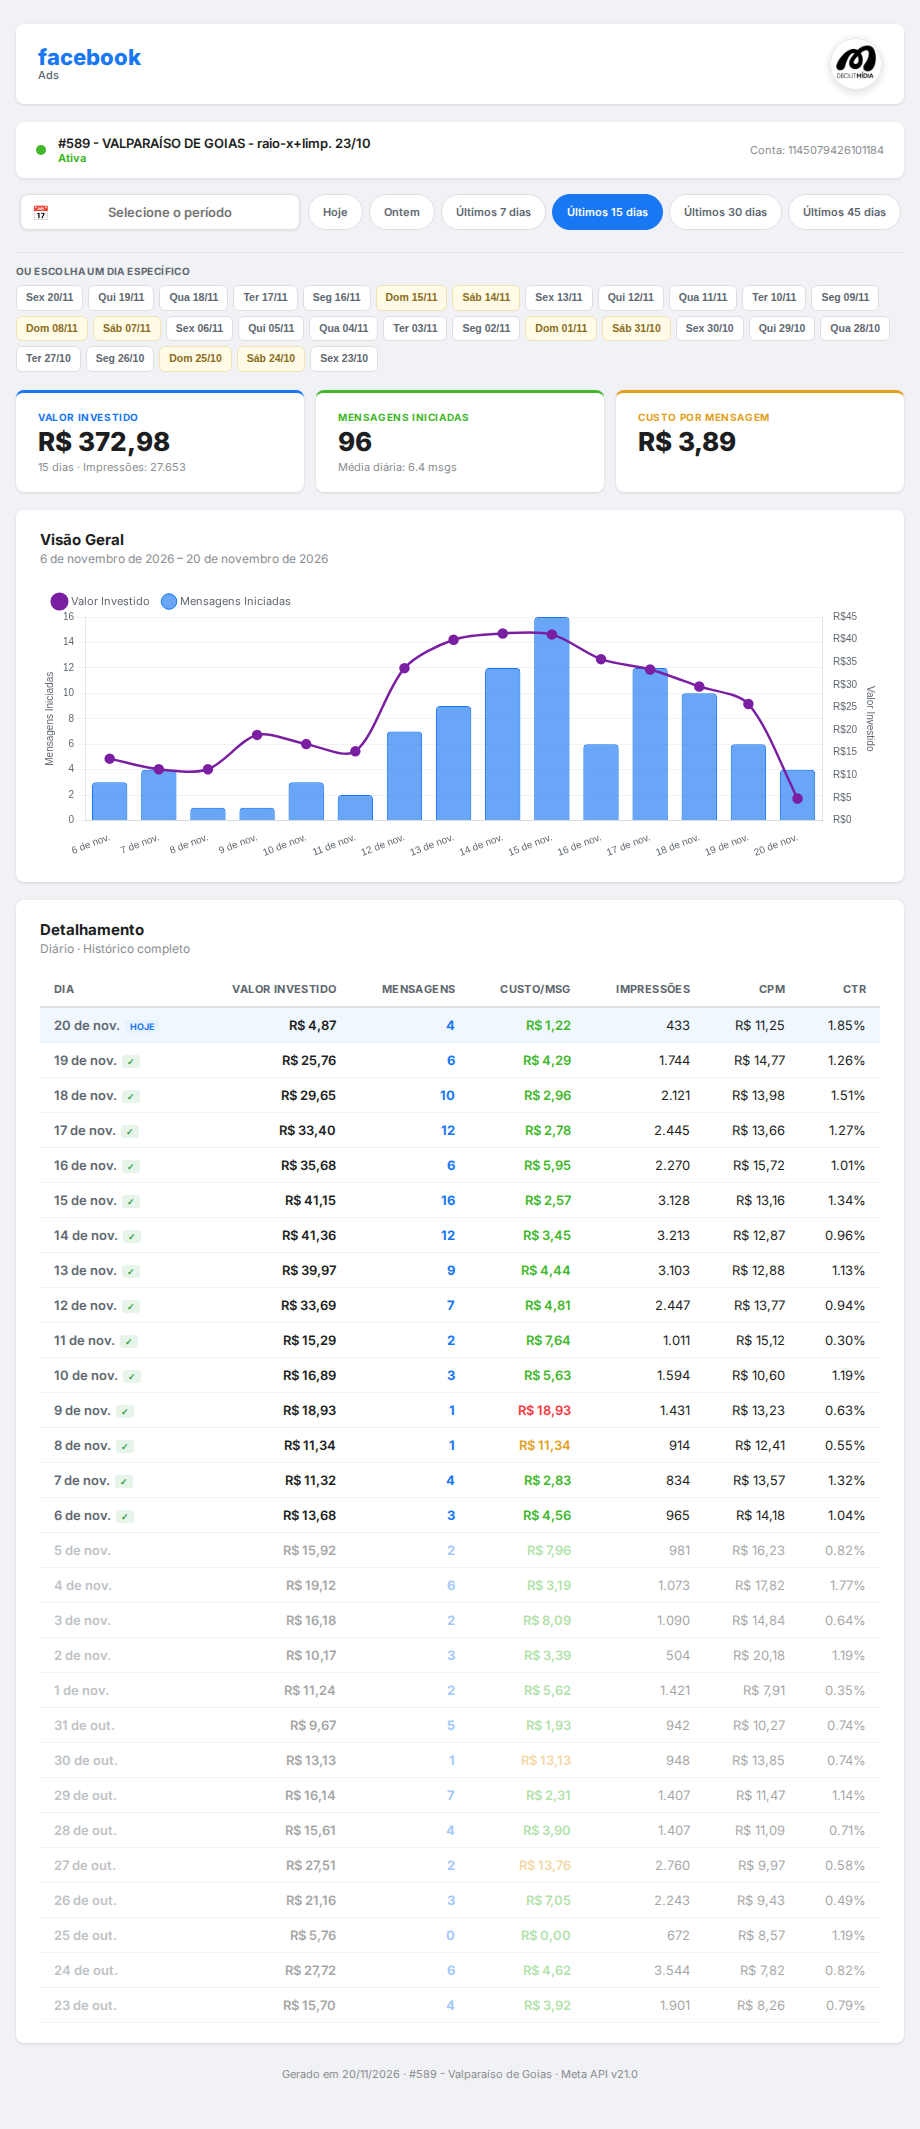 facebook
Ads
DBOUTMÍDIA
#589 - VALPARAÍSO DE GOIAS - raio-x+limp. 23/10
Ativa
Conta: 1145079426101184
Selecione o período
Hoje
Ontem
Últimos 7 dias
Últimos 15 dias
Últimos 30 dias
Últimos 45 dias
OU ESCOLHA UM DIA ESPECÍFICO
Sex 20/11 Qui 19/11 Qua 18/11 Ter 17/11 Seg 16/11 Dom 15/11 Sáb 14/11 Sex 13/11 Qui 12/11 Qua 11/11 Ter 10/11 Seg 09/11
Dom 08/11 Sáb 07/11 Sex 06/11 Qui 05/11 Qua 04/11 Ter 03/11 Seg 02/11 Dom 01/11 Sáb 31/10 Sex 30/10 Qui 29/10 Qua 28/10
Ter 27/10 Seg 26/10 Dom 25/10 Sáb 24/10 Sex 23/10
VALOR INVESTIDO
R$ 372,98
15 dias · Impressões: 27.653
MENSAGENS INICIADAS
96
Média diária: 6.4 msgs
CUSTO POR MENSAGEM
R$ 3,89
Visão Geral
6 de novembro de 2026 – 20 de novembro de 2026
Valor Investido Mensagens Iniciadas
Mensagens Iniciadas
16
14
12
10
8
6
4
2
0
R$45
R$40
R$35
R$30
R$25
R$20
R$15
R$10
R$5
R$0
Valor Investido
6 de nov. 7 de nov. 8 de nov. 9 de nov. 10 de nov. 11 de nov. 12 de nov. 13 de nov. 14 de nov. 15 de nov. 16 de nov. 17 de nov. 18 de nov. 19 de nov. 20 de nov.
Detalhamento
Diário · Histórico completo
DIA VALOR INVESTIDO MENSAGENS CUSTO/MSG IMPRESSÕES CPM CTR
20 de nov. HOJE R$ 4,87 4 R$ 1,22 433 R$ 11,25 1.85%
19 de nov. ✓ R$ 25,76 6 R$ 4,29 1.744 R$ 14,77 1.26%
18 de nov. ✓ R$ 29,65 10 R$ 2,96 2.121 R$ 13,98 1.51%
17 de nov. ✓ R$ 33,40 12 R$ 2,78 2.445 R$ 13,66 1.27%
16 de nov. ✓ R$ 35,68 6 R$ 5,95 2.270 R$ 15,72 1.01%
15 de nov. ✓ R$ 41,15 16 R$ 2,57 3.128 R$ 13,16 1.34%
14 de nov. ✓ R$ 41,36 12 R$ 3,45 3.213 R$ 12,87 0.96%
13 de nov. ✓ R$ 39,97 9 R$ 4,44 3.103 R$ 12,88 1.13%
12 de nov. ✓ R$ 33,69 7 R$ 4,81 2.447 R$ 13,77 0.94%
11 de nov. ✓ R$ 15,29 2 R$ 7,64 1.011 R$ 15,12 0.30%
10 de nov. ✓ R$ 16,89 3 R$ 5,63 1.594 R$ 10,60 1.19%
9 de nov. ✓ R$ 18,93 1 R$ 18,93 1.431 R$ 13,23 0.63%
8 de nov. ✓ R$ 11,34 1 R$ 11,34 914 R$ 12,41 0.55%
7 de nov. ✓ R$ 11,32 4 R$ 2,83 834 R$ 13,57 1.32%
6 de nov. ✓ R$ 13,68 3 R$ 4,56 965 R$ 14,18 1.04%
5 de nov. R$ 15,92 2 R$ 7,96 981 R$ 16,23 0.82%
4 de nov. R$ 19,12 6 R$ 3,19 1.073 R$ 17,82 1.77%
3 de nov. R$ 16,18 2 R$ 8,09 1.090 R$ 14,84 0.64%
2 de nov. R$ 10,17 3 R$ 3,39 504 R$ 20,18 1.19%
1 de nov. R$ 11,24 2 R$ 5,62 1.421 R$ 7,91 0.35%
31 de out. R$ 9,67 5 R$ 1,93 942 R$ 10,27 0.74%
30 de out. R$ 13,13 1 R$ 13,13 948 R$ 13,85 0.74%
29 de out. R$ 16,14 7 R$ 2,31 1.407 R$ 11,47 1.14%
28 de out. R$ 15,61 4 R$ 3,90 1.407 R$ 11,09 0.71%
27 de out. R$ 27,51 2 R$ 13,76 2.760 R$ 9,97 0.58%
26 de out. R$ 21,16 3 R$ 7,05 2.243 R$ 9,43 0.49%
25 de out. R$ 5,76 0 R$ 0,00 672 R$ 8,57 1.19%
24 de out. R$ 27,72 6 R$ 4,62 3.544 R$ 7,82 0.82%
23 de out. R$ 15,70 4 R$ 3,92 1.901 R$ 8,26 0.79%
Gerado em 20/11/2026 · #589 - Valparaíso de Goias · Meta API v21.0